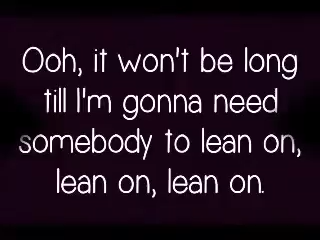 Ooh, it won't be long
till I'm gonna need
somebody to lean on,
lean on, lean on.